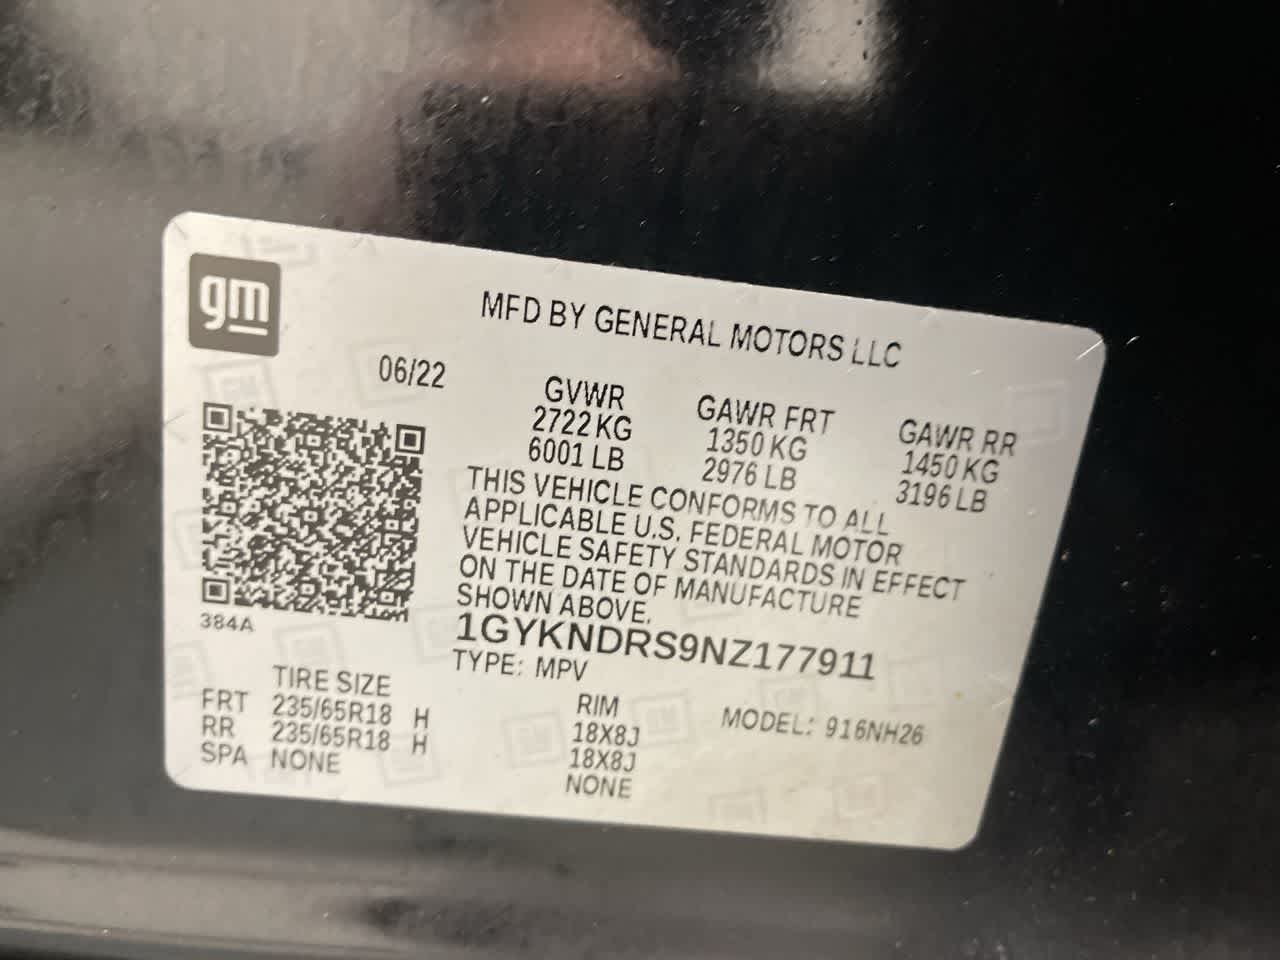 gm
MFD BY GENERAL MOTORS LLC
06/22
GVWR
2722 KG
6001 LB
GAWR FRT
1350 KG
2976 LB
GAWR RR
1450 KG
3196 LB
THIS VEHICLE CONFORMS TO ALL
APPLICABLE U.S. FEDERAL MOTOR
VEHICLE SAFETY STANDARDS IN EFFECT
ON THE DATE OF MANUFACTURE
SHOWN ABOVE.
1GYKNDRS9NZ177911
TYPE: MPV
384A
TIRE SIZE
FRT 235/65R18 H
RR 235/65R18 H
SPA NONE
RIM
18X8J
18X8J
NONE
MODEL: 916NH26